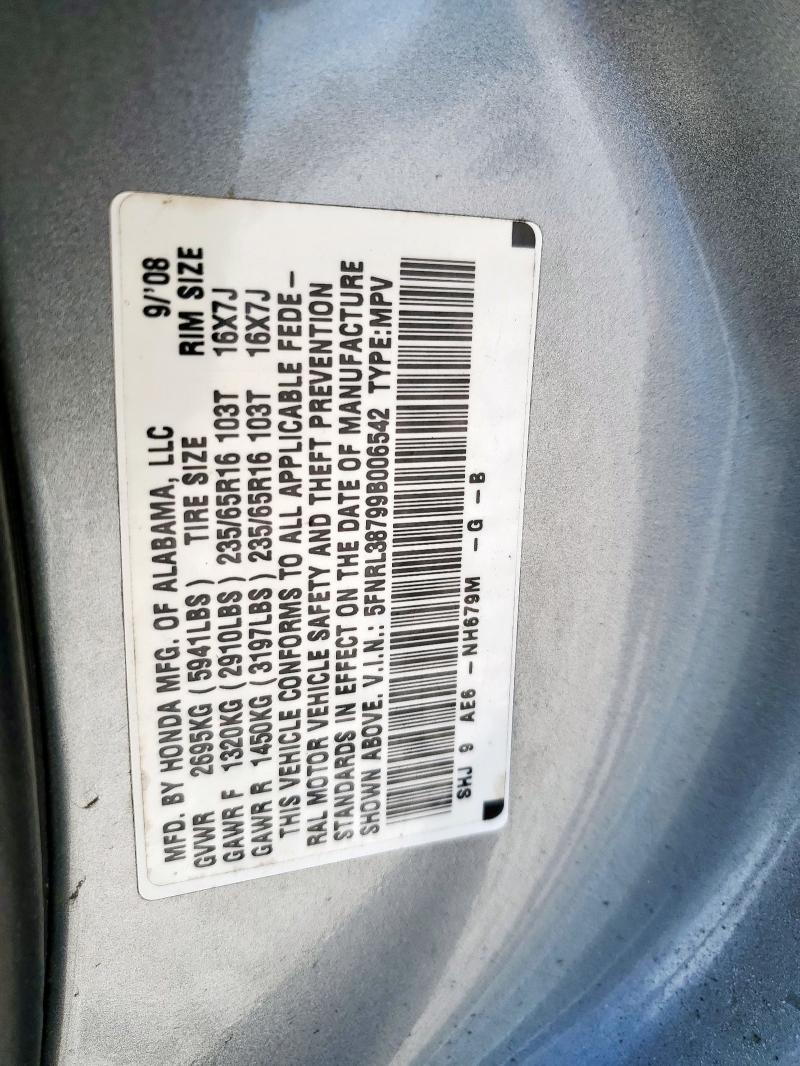 MFD. BY HONDA MFG. OF ALABAMA, LLC 9/'08
GVWR 2695KG (5941LBS) TIRE SIZE RIM SIZE
GAWR F 1320KG (2910LBS) 235/65R16 103T 16X7J
GAWR R 1450KG (3197LBS) 235/65R16 103T 16X7J
THIS VEHICLE CONFORMS TO ALL APPLICABLE FEDE-
RAL MOTOR VEHICLE SAFETY AND THEFT PREVENTION
STANDARDS IN EFFECT ON THE DATE OF MANUFACTURE
SHOWN ABOVE. V.I.N.: 5FNRL38799B006542 TYPE:MPV
SHJ 9 AE6 -NH679M -G -B